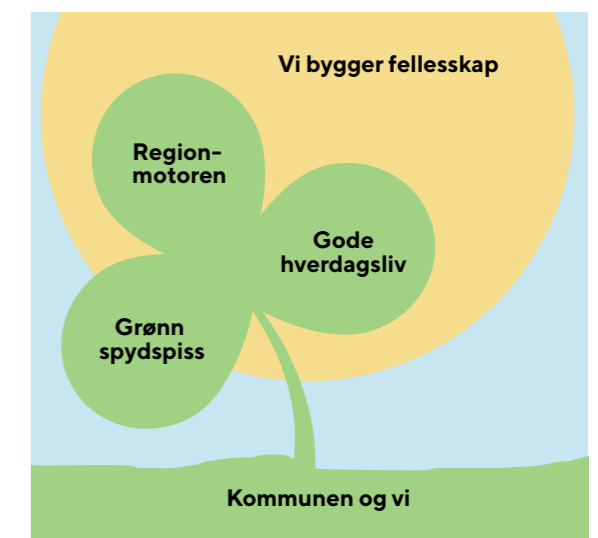 Vi bygger fellesskap
Region-
motoren
Gode
hverdagsliv
Grønn
spydspiss
Kommunen og vi